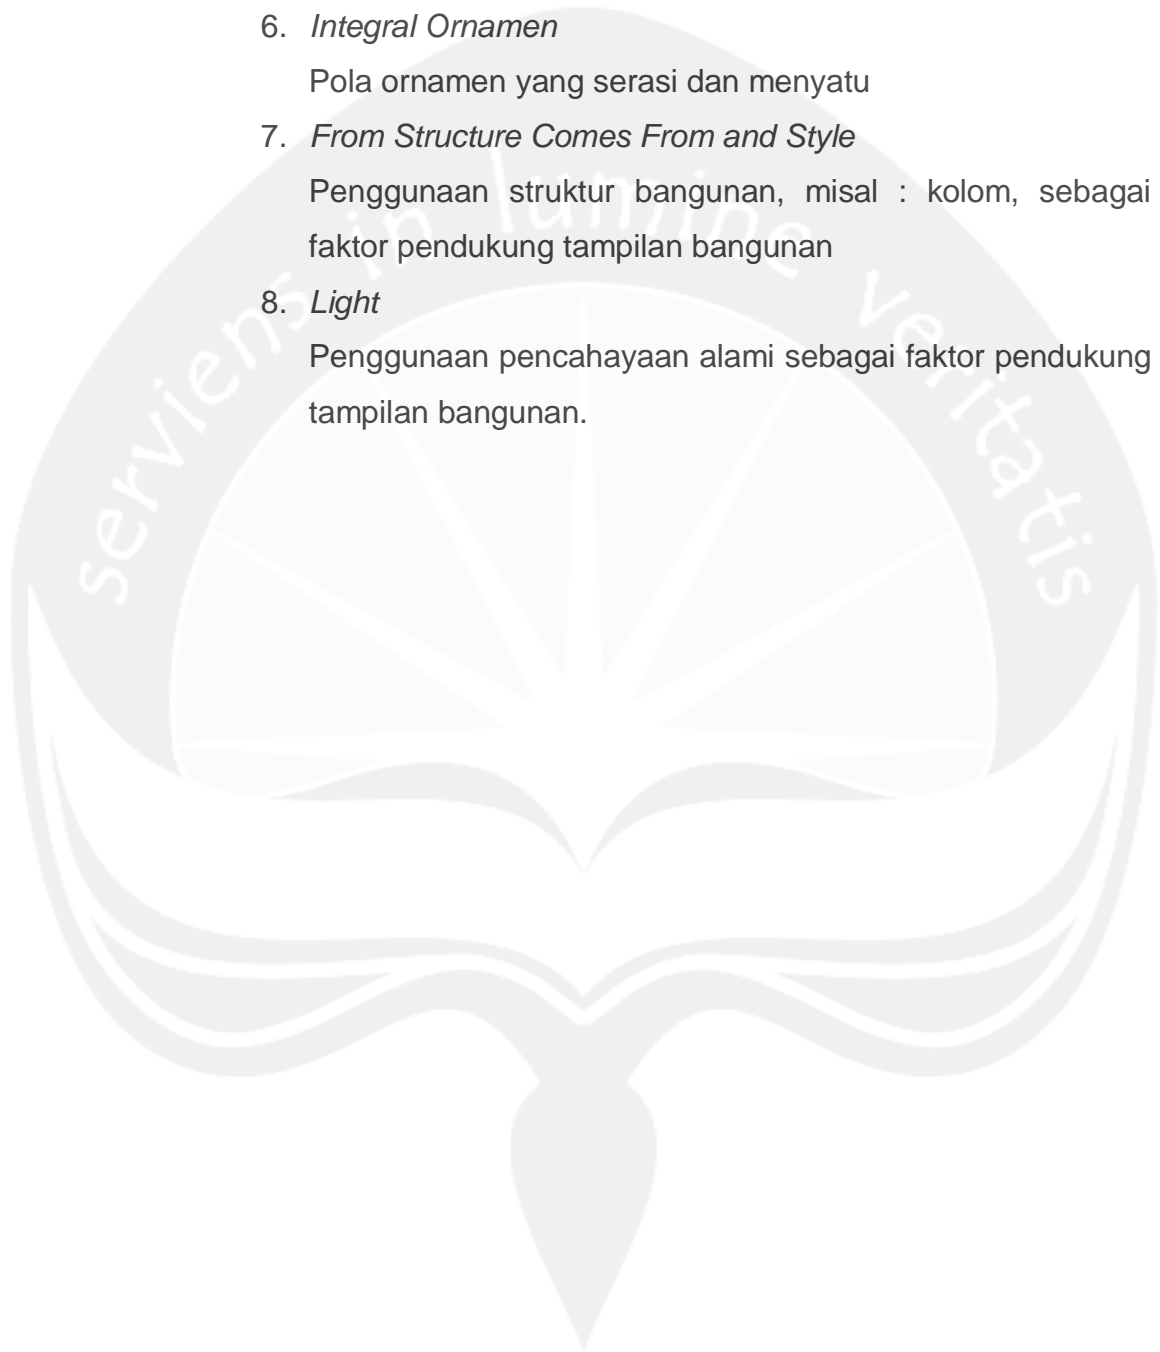 6. Integral Ornamen
Pola ornamen yang serasi dan menyatu
7. From Structure Comes From and Style
Penggunaan struktur bangunan, misal : kolom, sebagai
faktor pendukung tampilan bangunan
8. Light
Penggunaan pencahayaan alami sebagai faktor pendukung
tampilan bangunan.
serviens in lumine veritatis